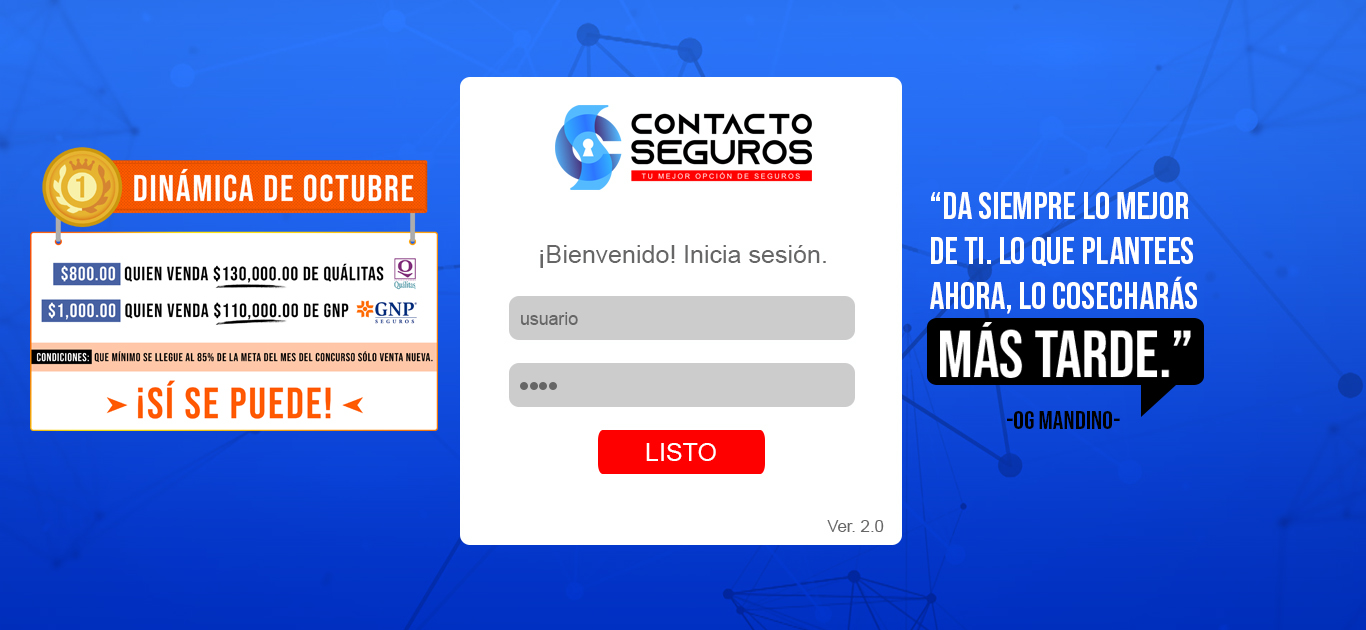 1
DINÁMICA DE OCTUBRE
$800.00 QUIEN VENDA $130,000.00 DE QUÁLITAS
Q
Quálitas
$1,000.00 QUIEN VENDA $110,000.00 DE GNP
GNP
SEGUROS
CONDICIONES: QUE MÍNIMO SE LLEGUE AL 85% DE LA META DEL MES DEL CONCURSO SÓLO VENTA NUEVA.
¡SÍ SE PUEDE!
CONTACTO
SEGUROS
TU MEJOR OPCIÓN DE SEGUROS
¡Bienvenido! Inicia sesión.
usuario
••••
LISTO
Ver. 2.0
“DA SIEMPRE LO MEJOR
DE TI. LO QUE PLANTEES
AHORA, LO COSECHARÁS
MÁS TARDE.”
-OG MANDINO-